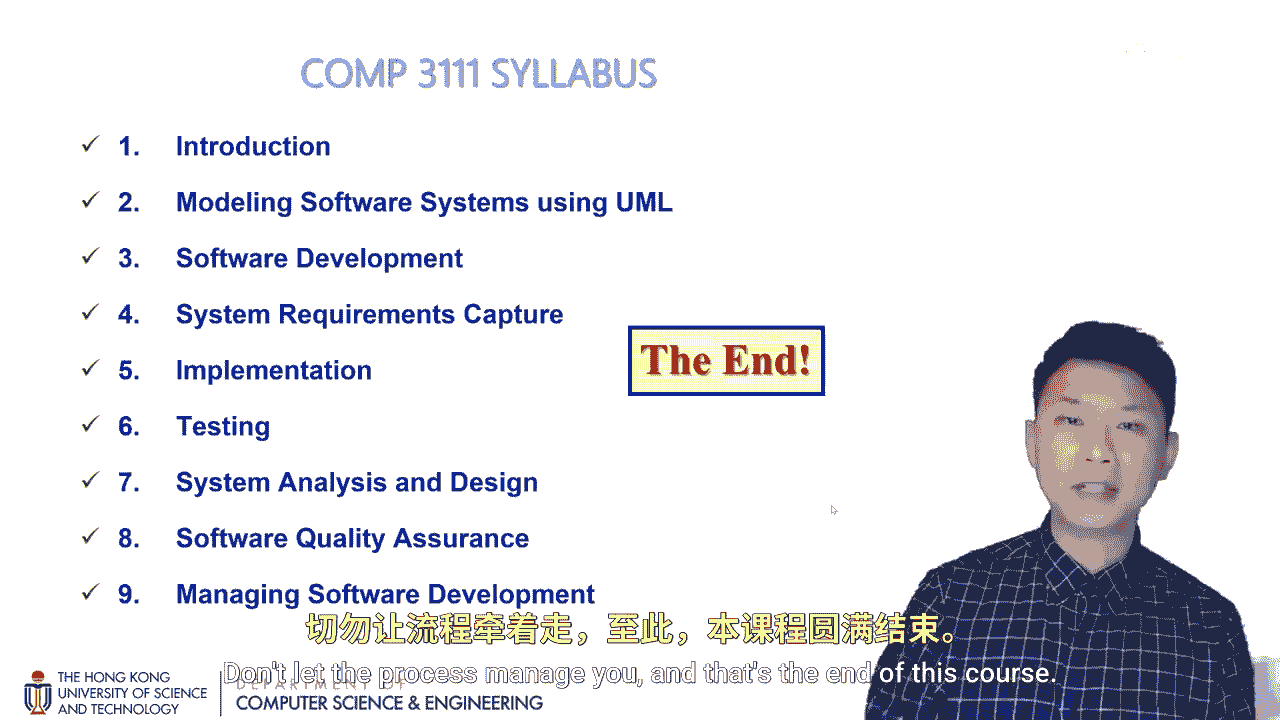 COMP 3111 SYLLABUS
✓ 1. Introduction
✓ 2. Modeling Software Systems using UML
✓ 3. Software Development
✓ 4. System Requirements Capture
✓ 5. Implementation
✓ 6. Testing
✓ 7. System Analysis and Design
✓ 8. Software Quality Assurance
✓ 9. Managing Software Development
The End!
切勿让流程牵着走，至此，本课程圆满结束。
Don't let the process manage you, and that's the end of this course.
THE HONG KONG
UNIVERSITY OF SCIENCE
AND TECHNOLOGY
DEPARTMENT OF
COMPUTER SCIENCE & ENGINEERING